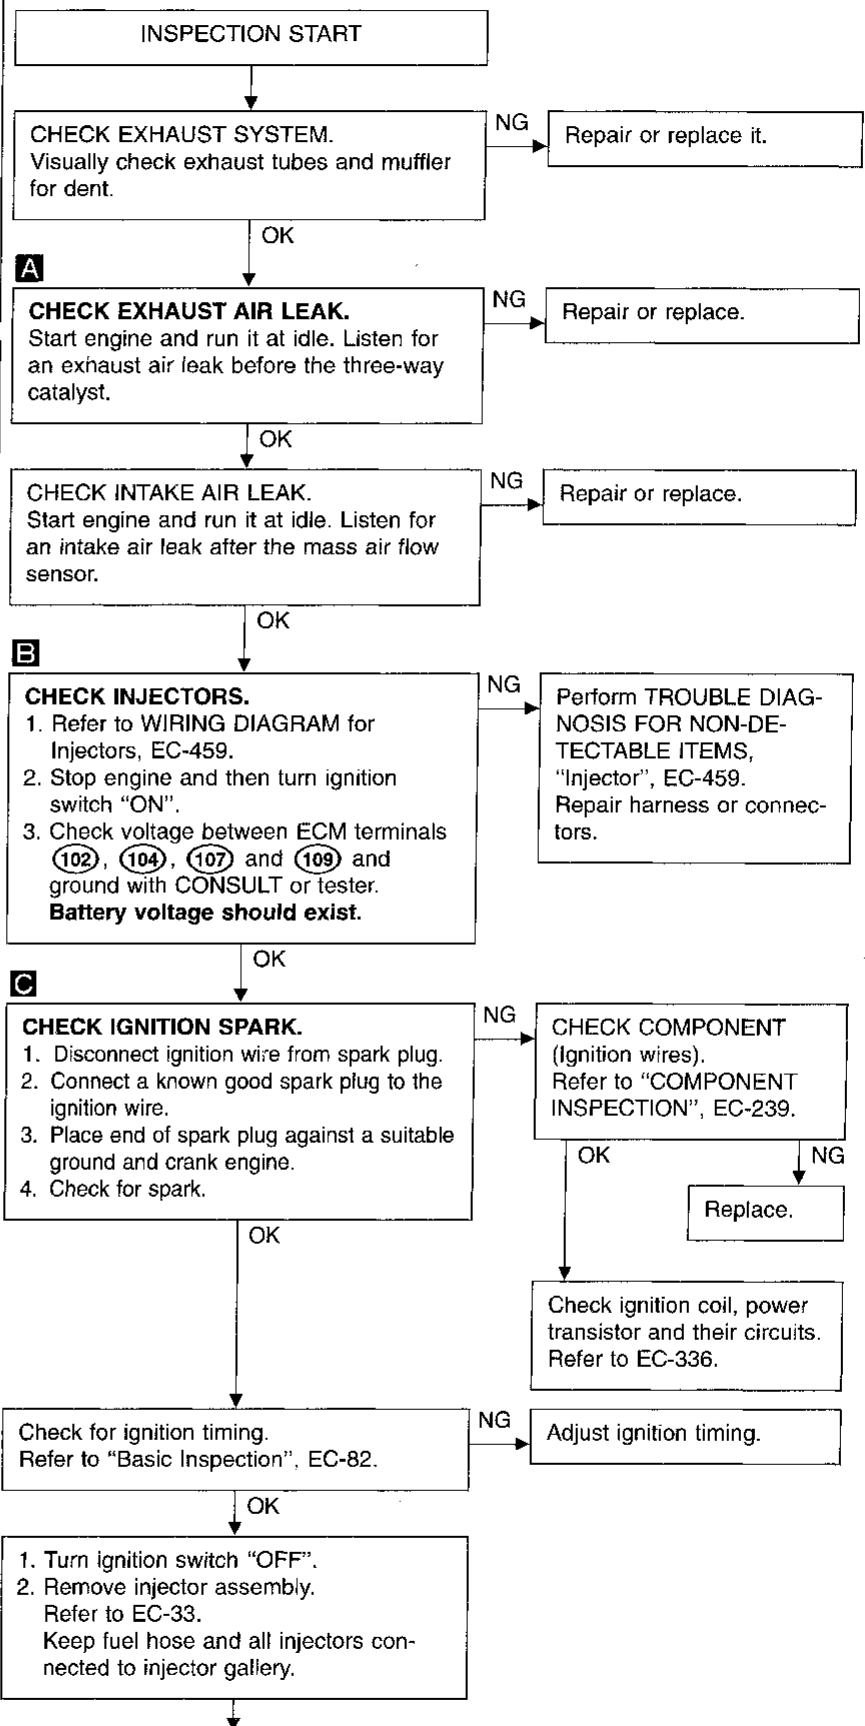 INSPECTION START
CHECK EXHAUST SYSTEM.
Visually check exhaust tubes and muffler
for dent.
NG
Repair or replace it.
OK
A
CHECK EXHAUST AIR LEAK.
Start engine and run it at idle. Listen for
an exhaust air leak before the three-way
catalyst.
NG
Repair or replace.
OK
CHECK INTAKE AIR LEAK.
Start engine and run it at idle. Listen for
an intake air leak after the mass air flow
sensor.
NG
Repair or replace.
OK
B
CHECK INJECTORS.
1. Refer to WIRING DIAGRAM for
Injectors, EC-459.
2. Stop engine and then turn ignition
switch “ON”.
3. Check voltage between ECM terminals
102, 104, 107 and 109 and
ground with CONSULT or tester.
Battery voltage should exist.
NG
Perform TROUBLE DIAG-
NOSIS FOR NON-DE-
TECTABLE ITEMS,
“Injector”, EC-459.
Repair harness or connec-
tors.
OK
C
CHECK IGNITION SPARK.
1. Disconnect ignition wire from spark plug.
2. Connect a known good spark plug to the
ignition wire.
3. Place end of spark plug against a suitable
ground and crank engine.
4. Check for spark.
NG
CHECK COMPONENT
(Ignition wires).
Refer to “COMPONENT
INSPECTION”, EC-239.
OK
NG
Replace.
Check ignition coil, power
transistor and their circuits.
Refer to EC-336.
OK
Check for ignition timing.
Refer to “Basic Inspection”, EC-82.
NG
Adjust ignition timing.
OK
1. Turn ignition switch “OFF”.
2. Remove injector assembly.
Refer to EC-33.
Keep fuel hose and all injectors con-
nected to injector gallery.